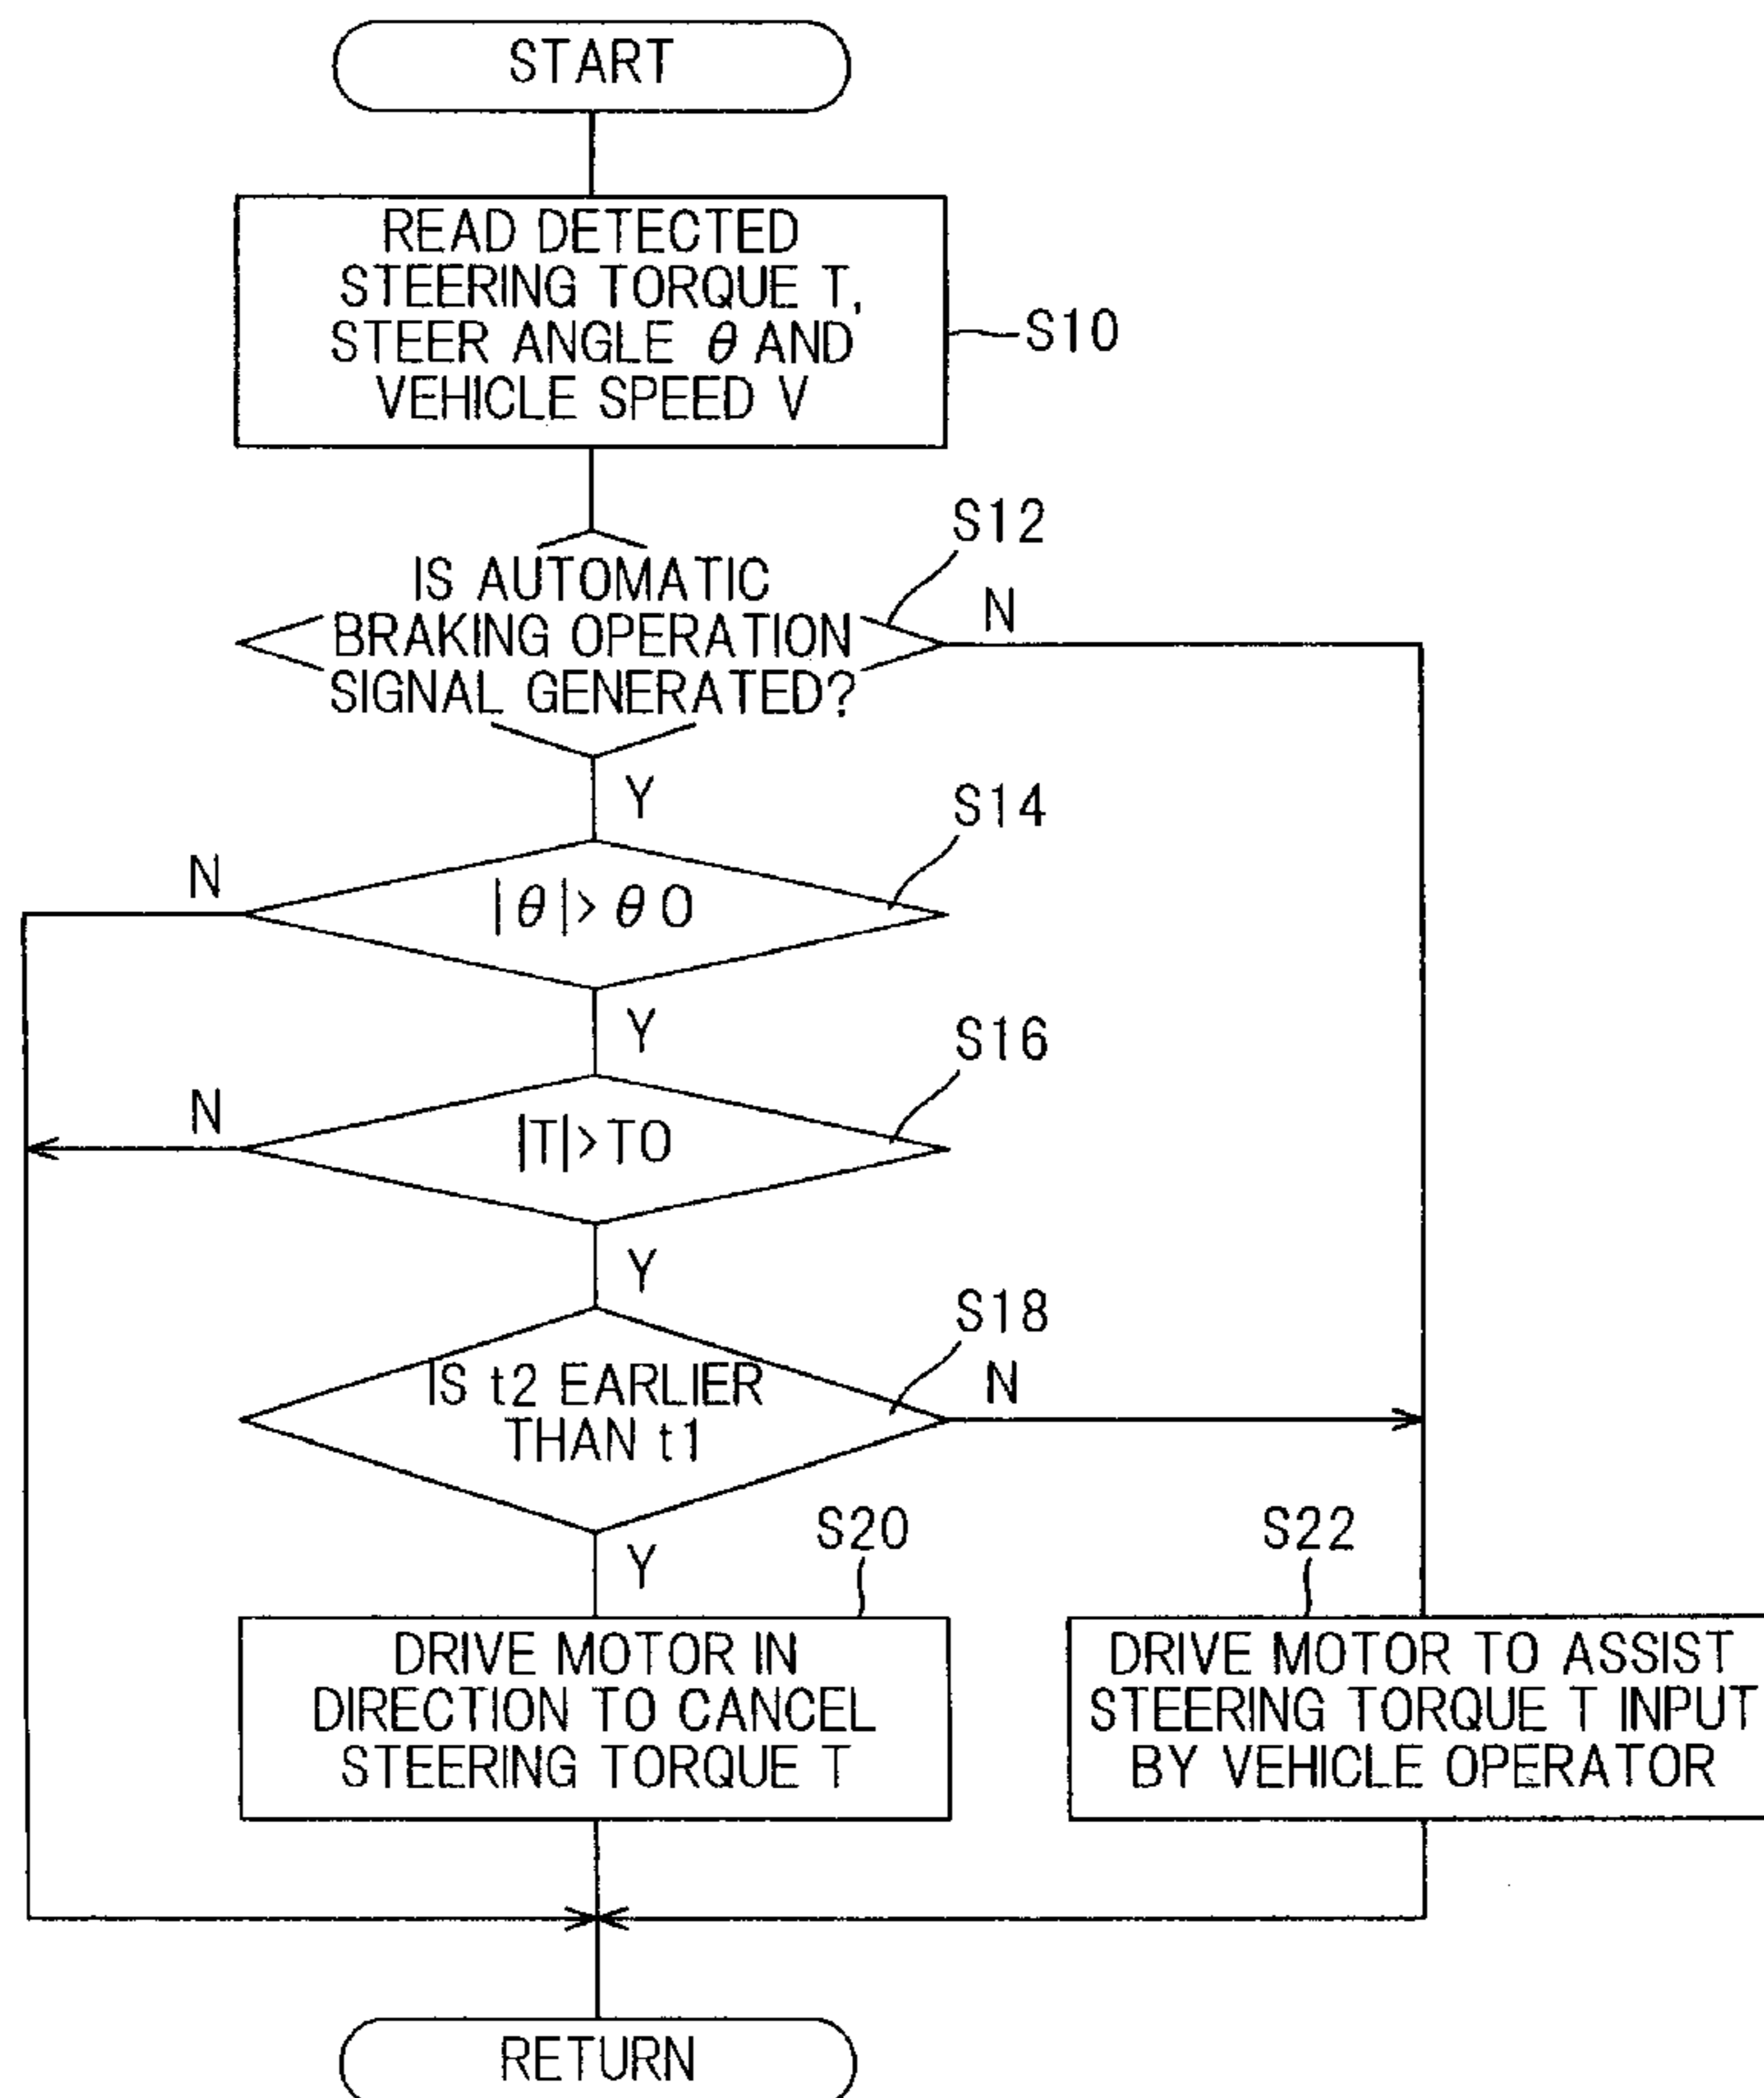 START
READ DETECTED
STEERING TORQUE T,
STEER ANGLE θ AND
VEHICLE SPEED V
S10
S12
IS AUTOMATIC
BRAKING OPERATION
SIGNAL GENERATED?
N
Y
S14
N
|θ|> θ0
Y
S16
N
|T|>T0
Y
S18
IS t2 EARLIER
THAN t1
N
Y
S20
DRIVE MOTOR IN
DIRECTION TO CANCEL
STEERING TORQUE T
S22
DRIVE MOTOR TO ASSIST
STEERING TORQUE T INPUT
BY VEHICLE OPERATOR
RETURN